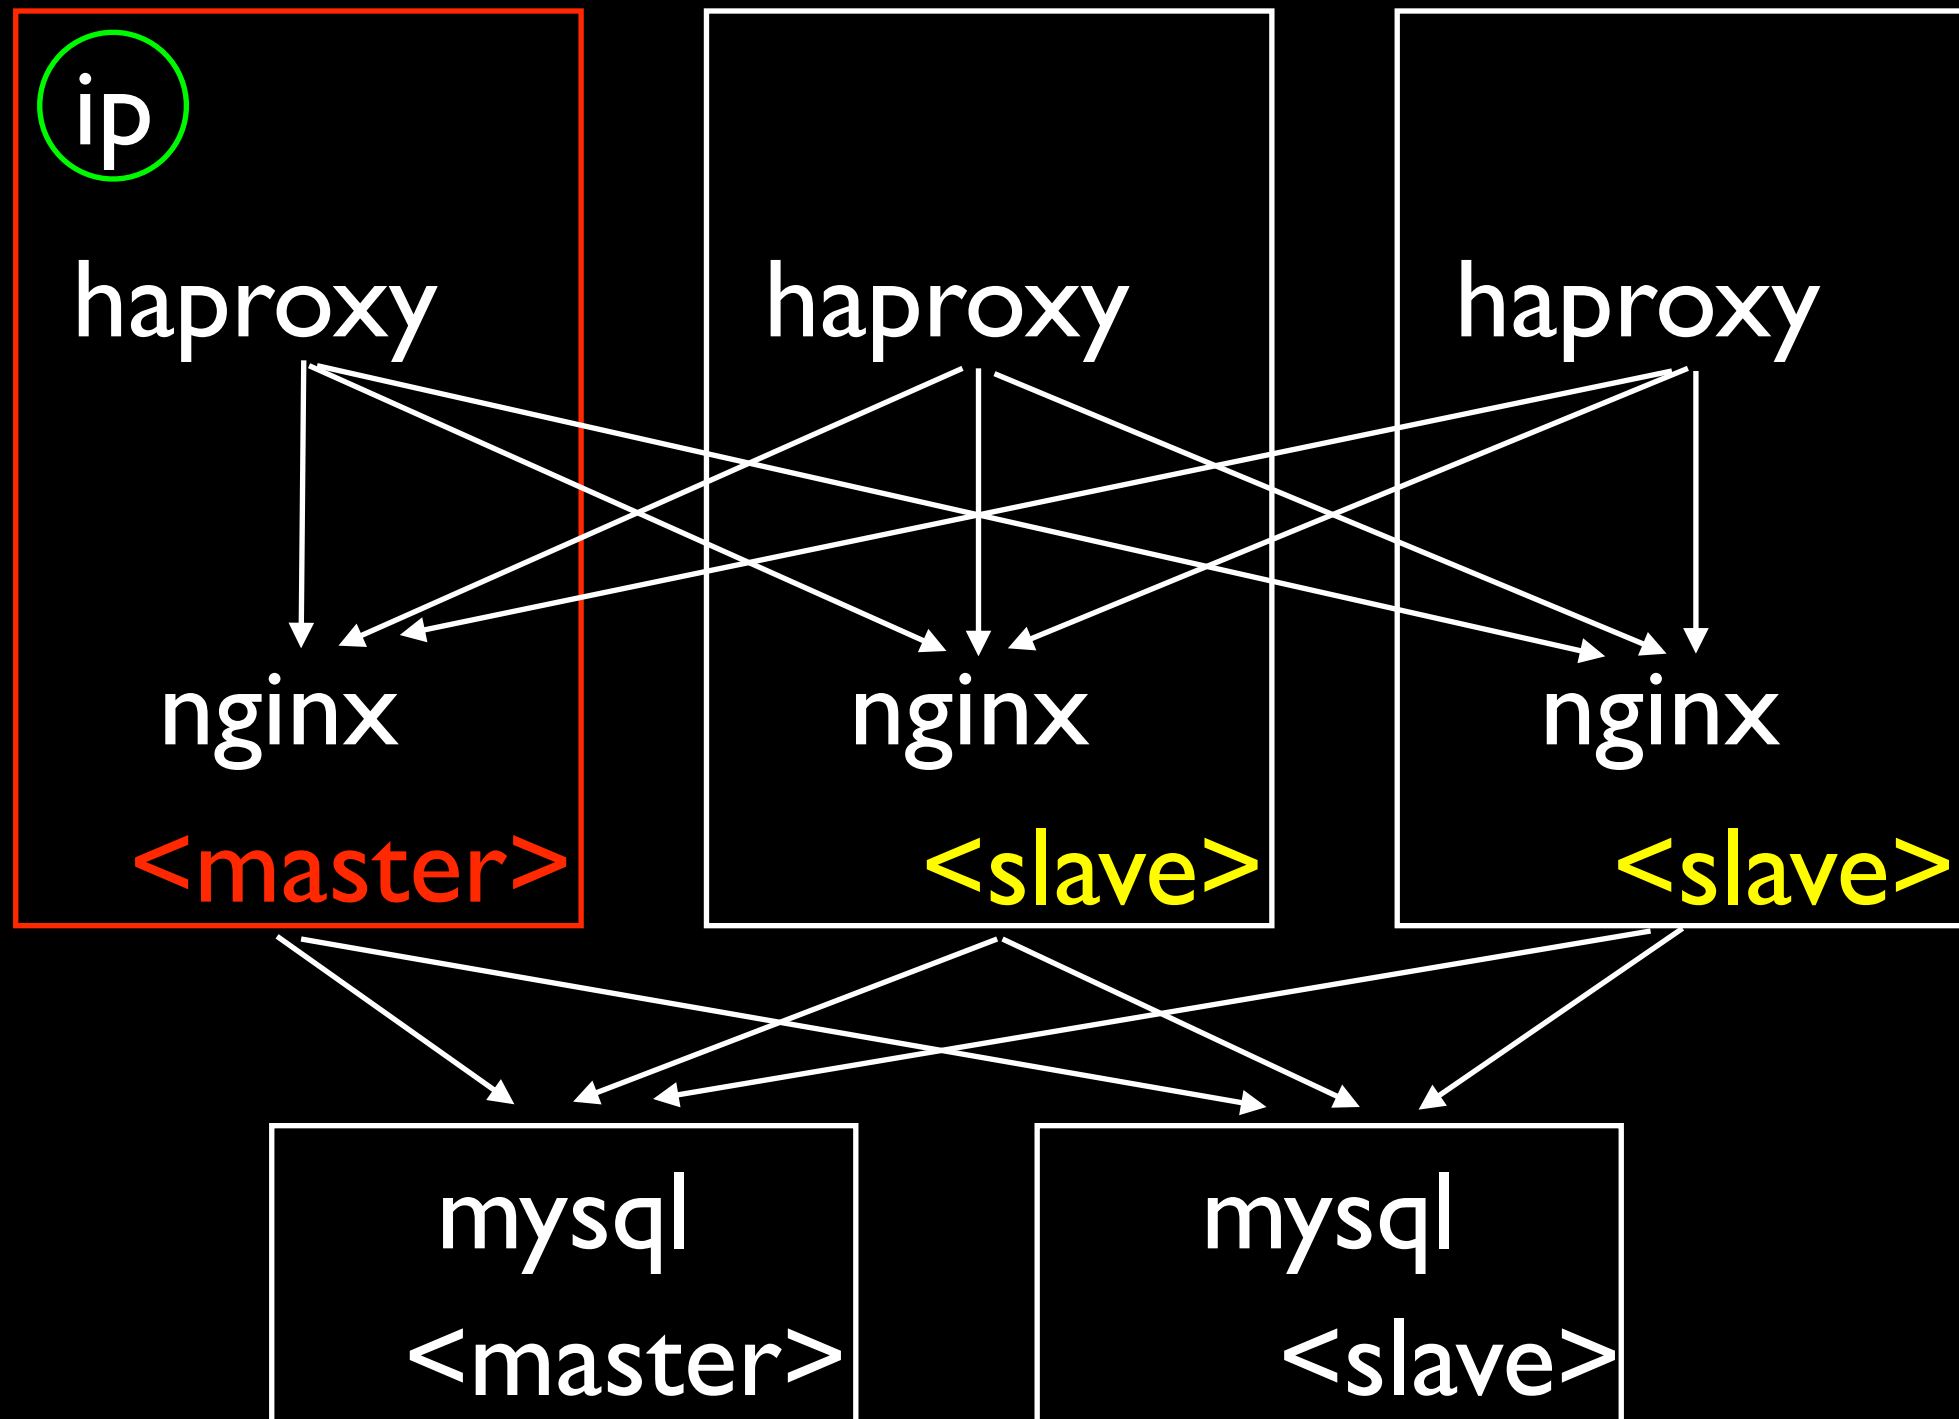 ip
haproxy
haproxy
haproxy
nginx
nginx
nginx
<master>
<slave>
<slave>
mysql
mysql
<master>
<slave>